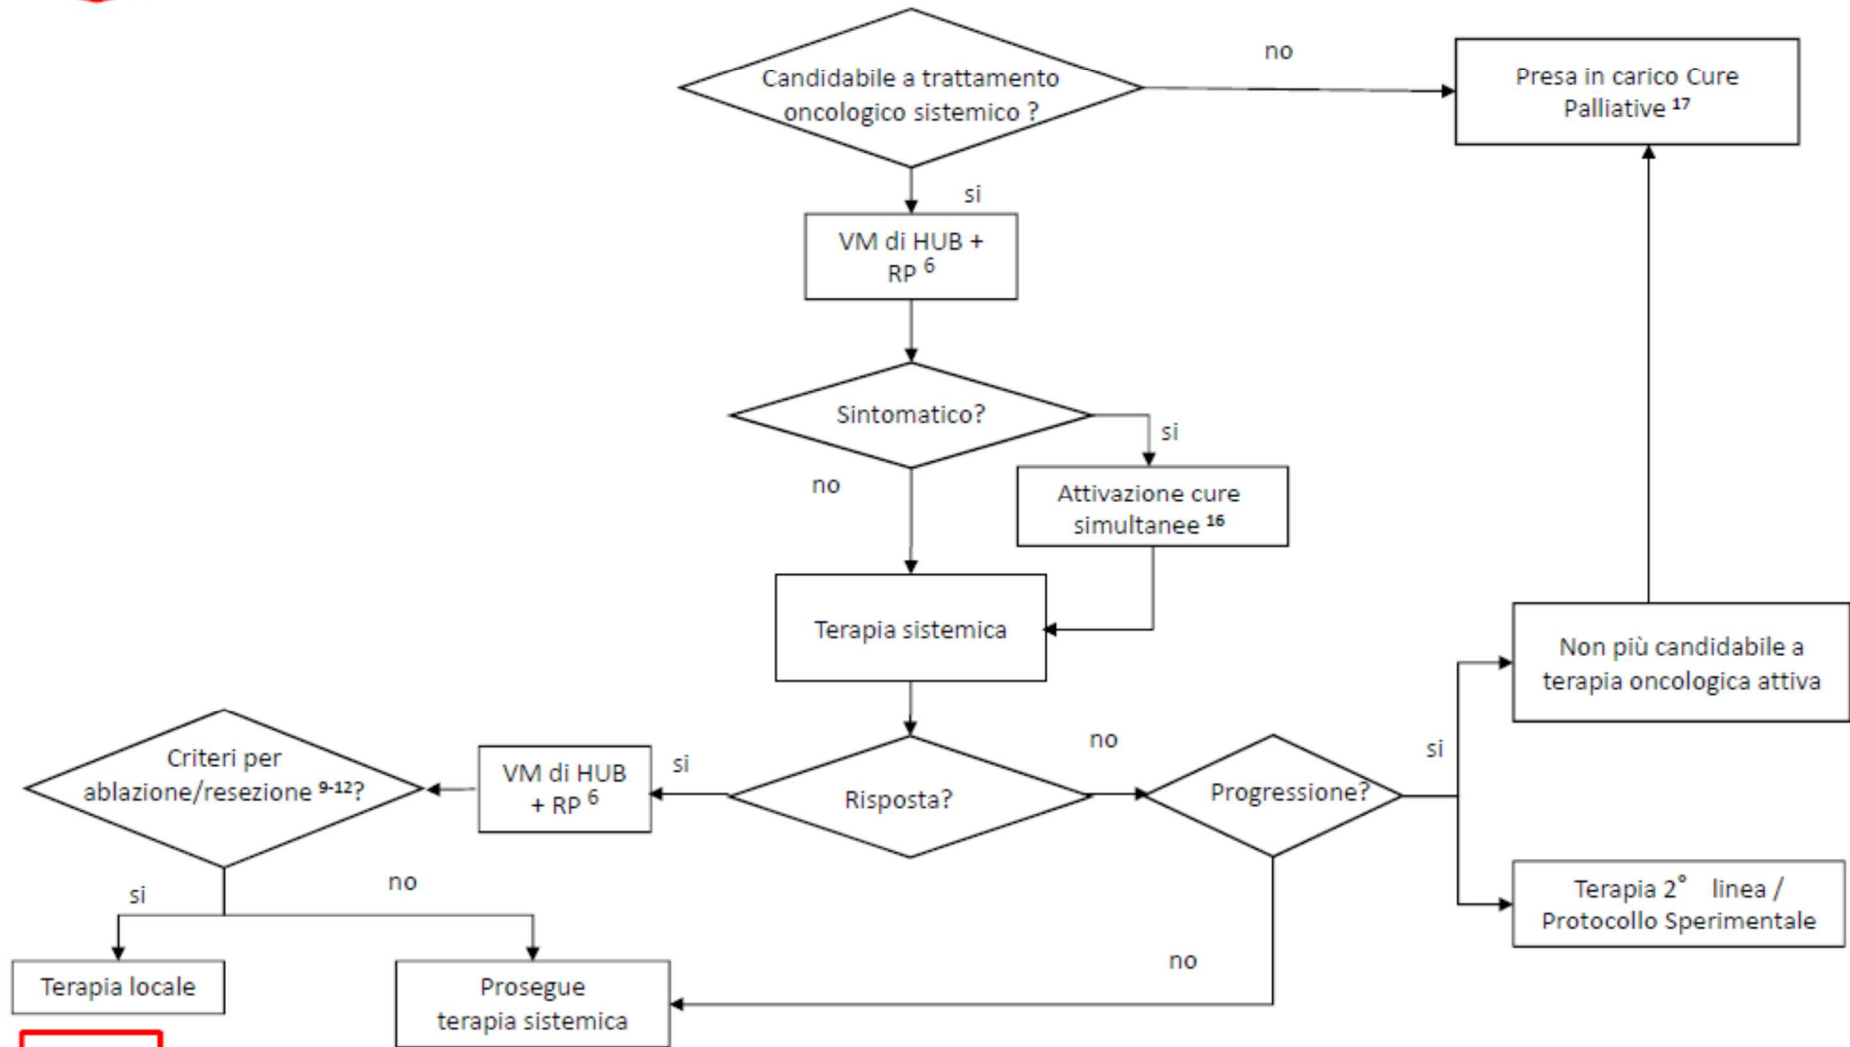 Candidabile a trattamento
oncologico sistemico ?
no
Presa in carico Cure
Palliative 17
si
VM di HUB +
RP 6
Sintomatico?
si
no
Attivazione cure
simultanee 16
Terapia sistemica
Non più candidabile a
terapia oncologica attiva
Criteri per
ablazione/resezione 9-12?
VM di HUB
+ RP 6
si
Risposta?
no
Progressione?
si
Terapia 2° linea /
Protocollo Sperimentale
si
no
no
Terapia locale
Prosegue
terapia sistemica